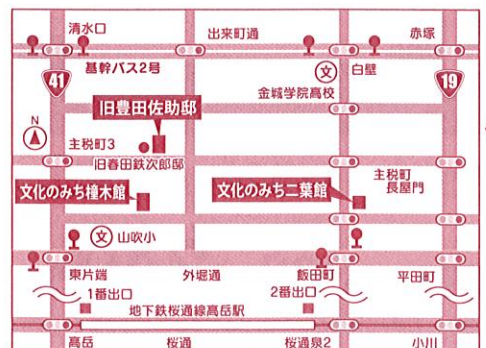 清水口
出来町通
赤塚
基幹バス2号
文
白壁
41
19
金城学院高校
旧豊田佐助邸
N
主税町3
旧春田鉄次郎邸
主税町
長屋門
文化のみち橦木館
文化のみち二葉館
文
山吹小
東片端
外堀通
飯田町
平田町
1番出口
2番出口
地下鉄桜通線高岳駅
高岳
桜通
桜通泉2
小川